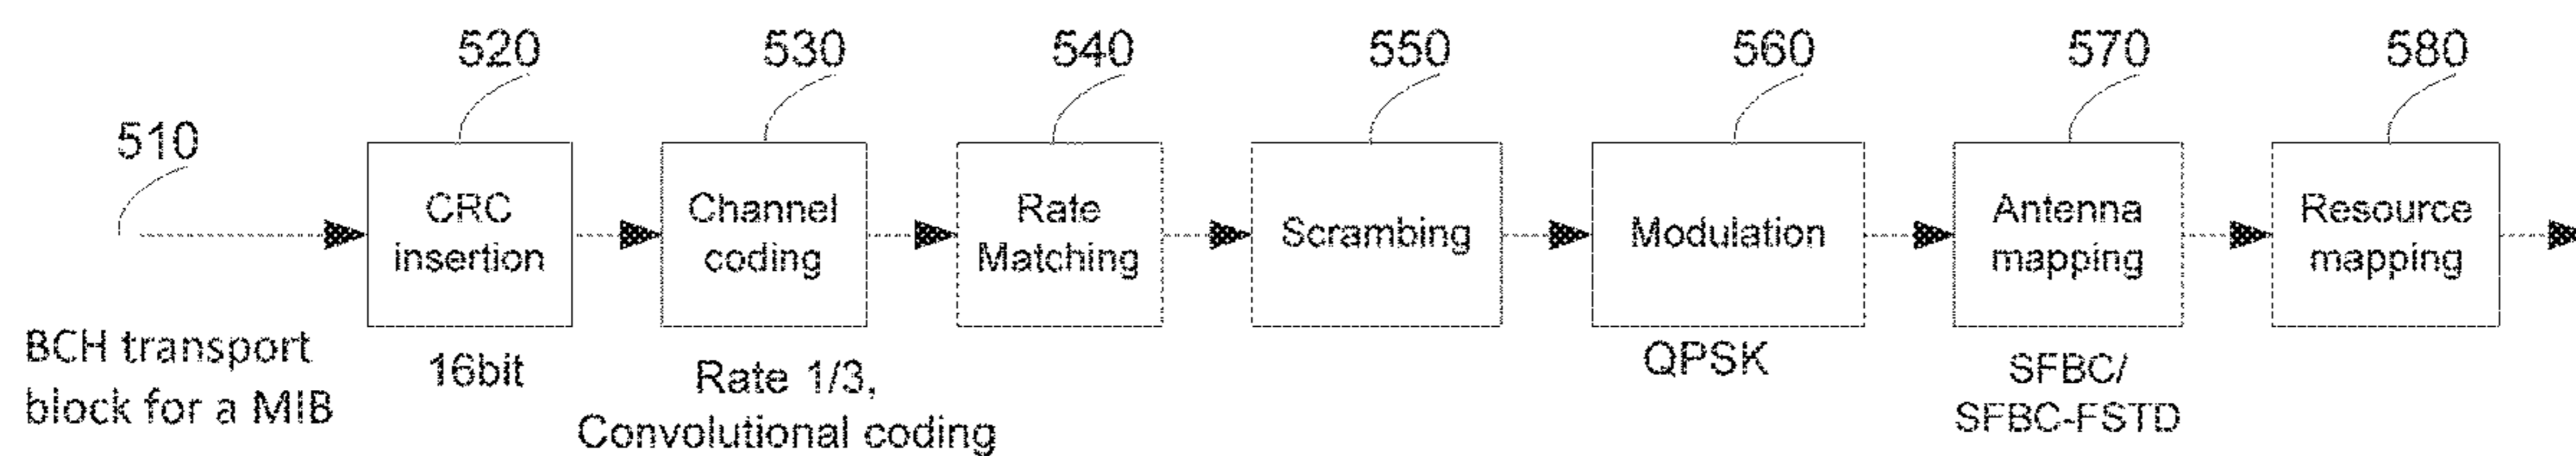 520 530 540 550 560 570 580
510
CRC
insertion
Channel
coding
Rate
Matching
Scrambing
Modulation
Antenna
mapping
Resource
mapping
BCH transport
block for a MIB
16bit
Rate 1/3,
Convolutional coding
QPSK
SFBC/
SFBC-FSTD